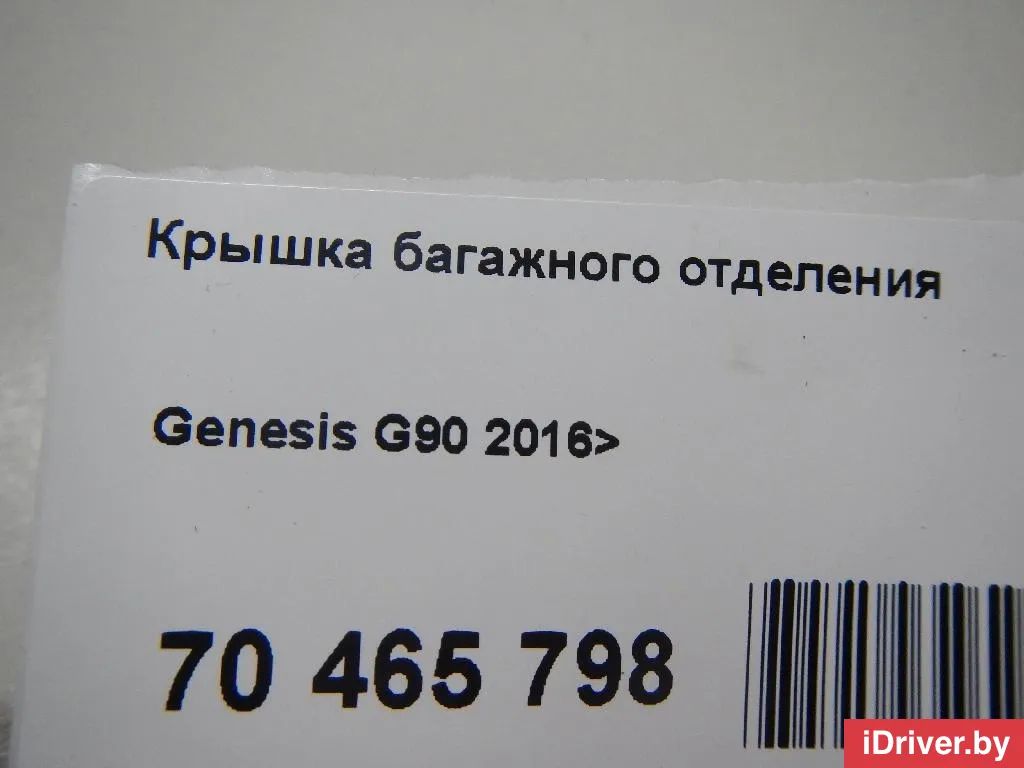 Крышка багажного отделения
Genesis G90 2016>
70 465 798
iDriver.by